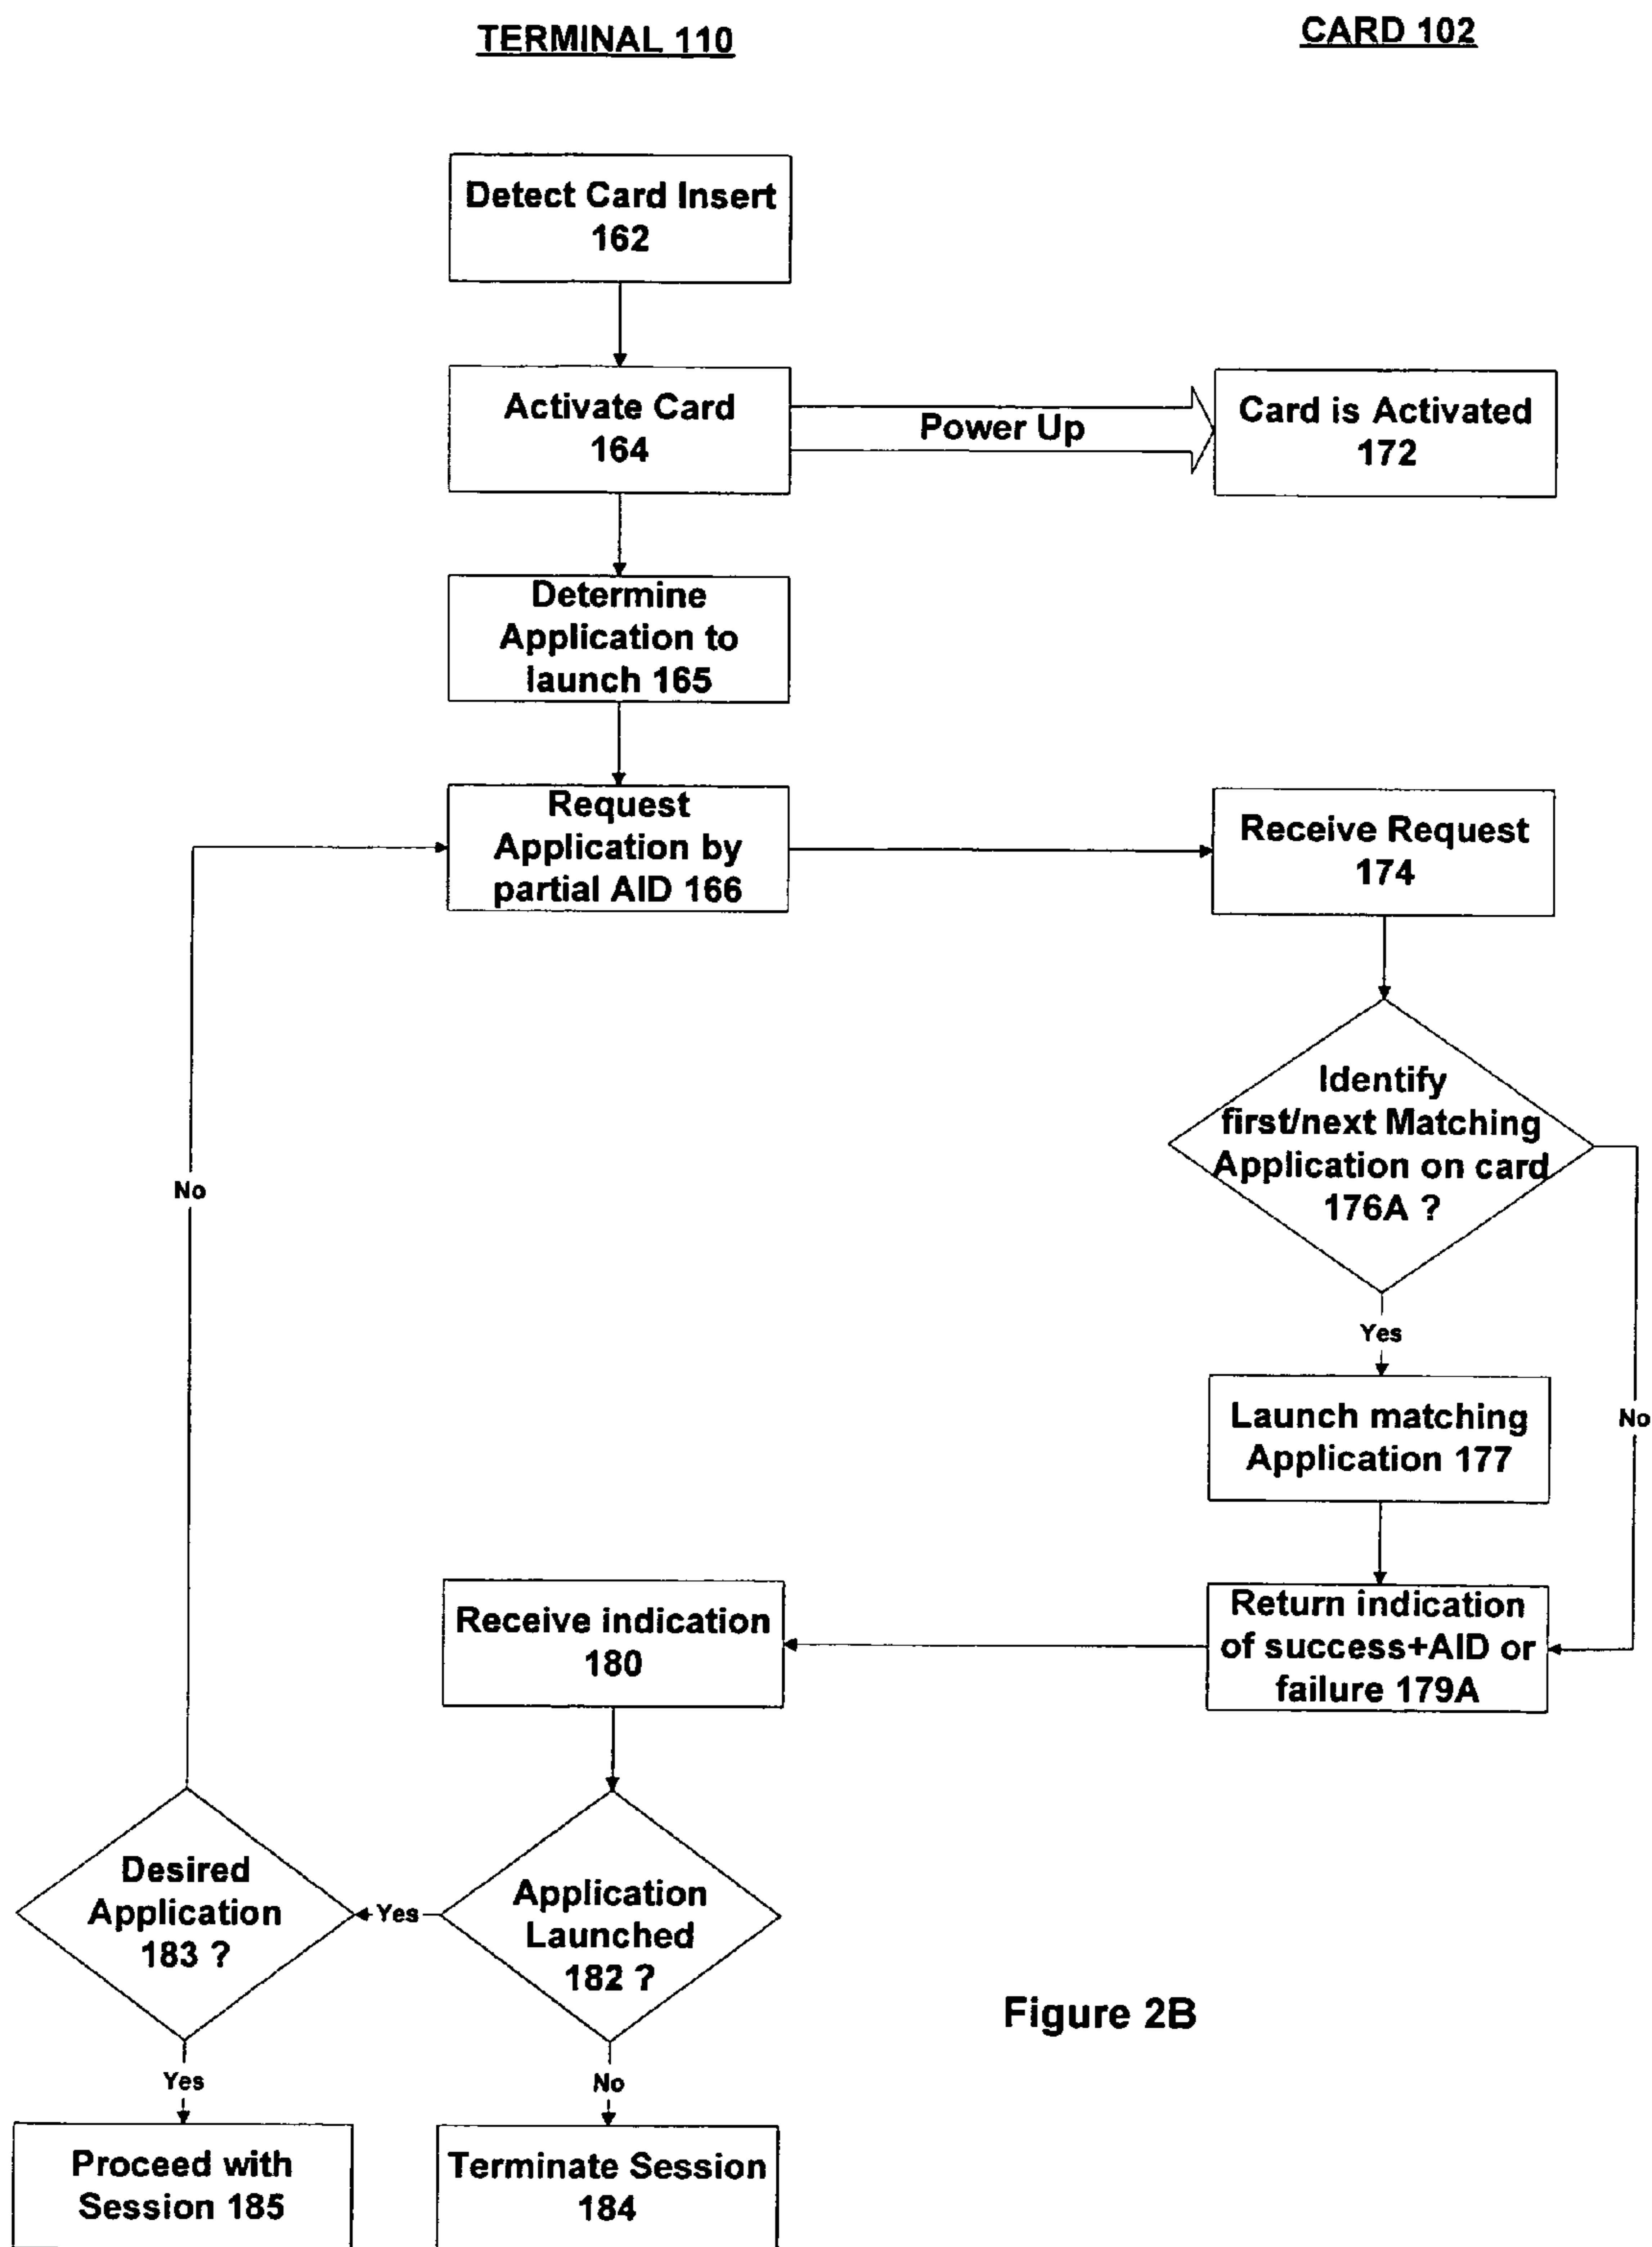 TERMINAL 110
CARD 102
Detect Card Insert
162
Activate Card
164
Power Up
Card is Activated
172
Determine
Application to
launch 165
Request
Application by
partial AID 166
Receive Request
174
Identify
first/next Matching
Application on card
176A ?
No
Yes
Launch matching
Application 177
No
Receive indication
180
Return indication
of success+AID or
failure 179A
Desired
Application
183 ?
Yes
Application
Launched
182 ?
Figure 2B
Yes
No
Proceed with
Session 185
Terminate Session
184